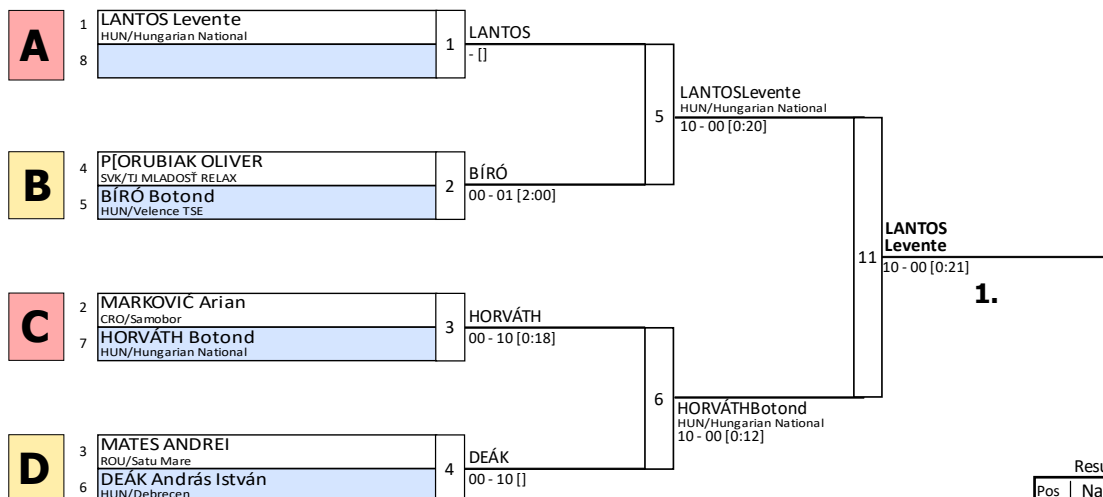 A
1 LANTOS Levente
HUN/Hungarian National
8
1
LANTOS
- []
B
4 P[ORUBIAK OLIVER
SVK/TJ MLADOSŤ RELAX
5 BÍRÓ Botond
HUN/Velence TSE
2
BÍRÓ
00 - 01 [2:00]
5
LANTOSLevente
HUN/Hungarian National
10 - 00 [0:20]
C
2 MARKOVIĆ Arian
CRO/Samobor
7 HORVÁTH Botond
HUN/Hungarian National
3
HORVÁTH
00 - 10 [0:18]
D
3 MATES ANDREI
ROU/Satu Mare
6 DEÁK András István
HUN/Debrecen
4
DEÁK
00 - 10 []
6
HORVÁTHBotond
HUN/Hungarian National
10 - 00 [0:12]
11
LANTOS
Levente
10 - 00 [0:21]
1.
Resu
Pos Na